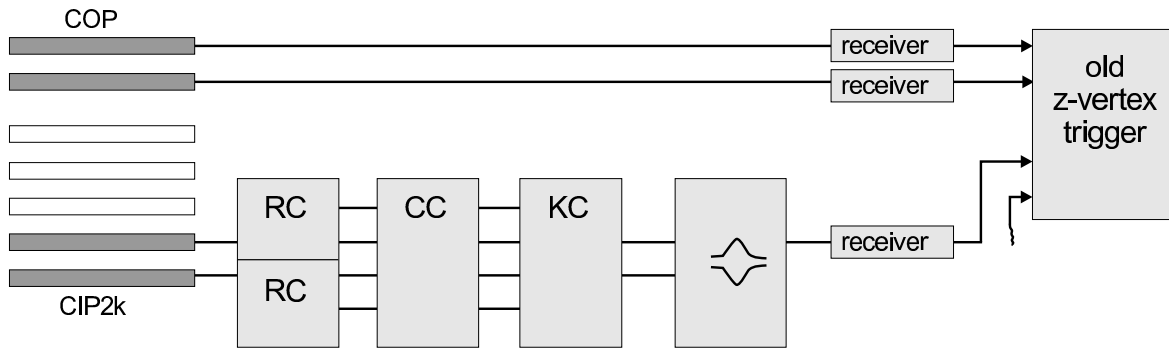 COP
receiver
receiver
old
z-vertex
trigger
RC
CC
KC
receiver
RC
CIP2k